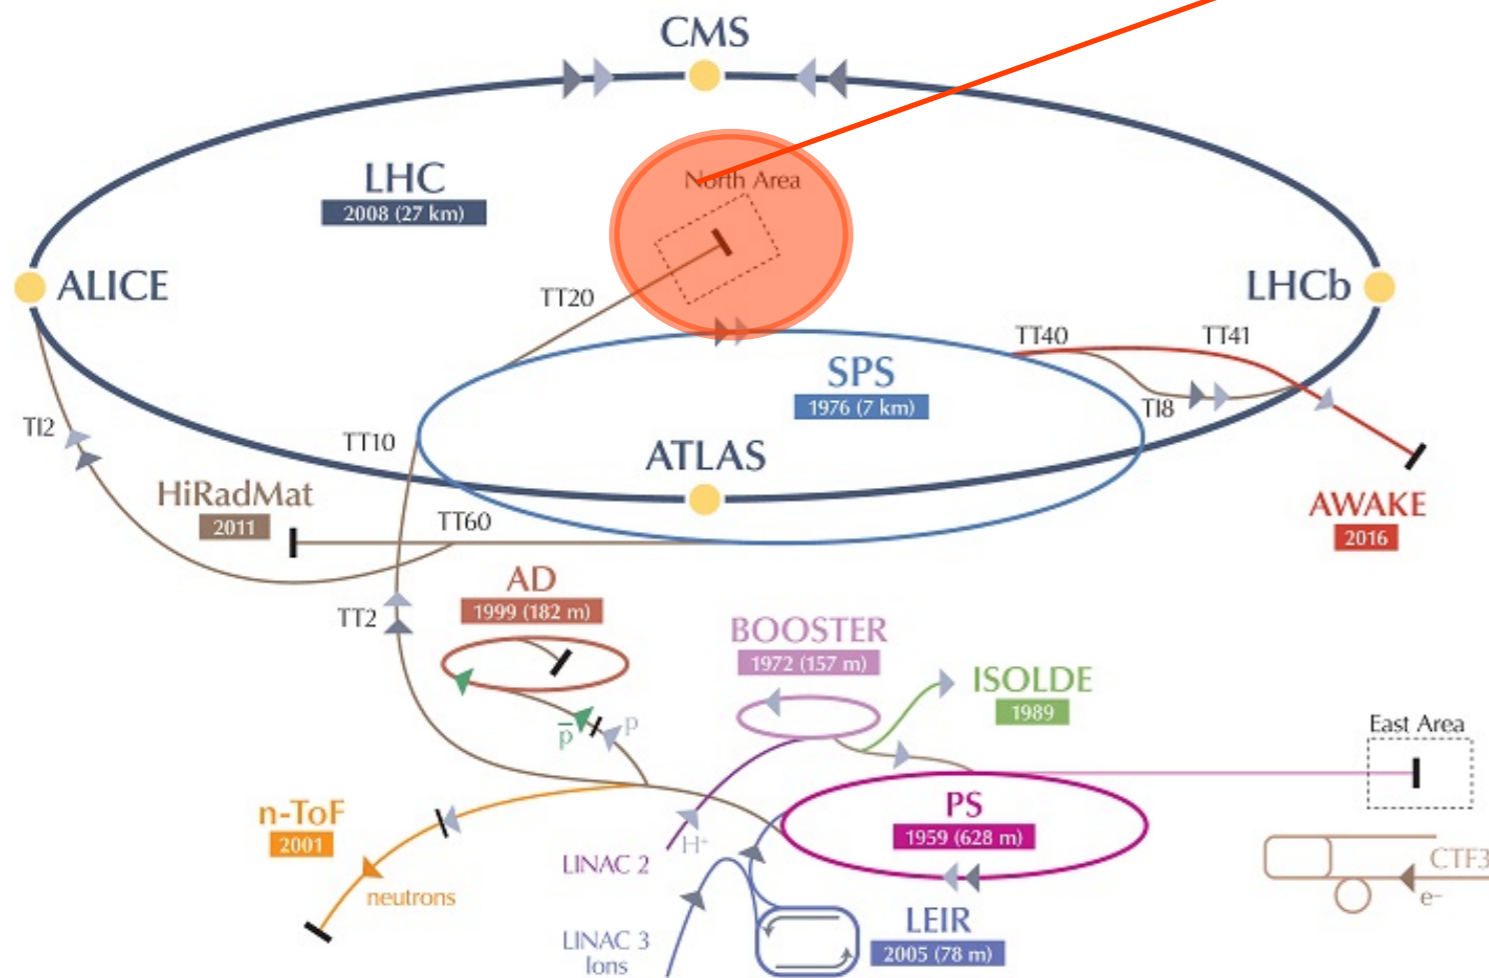 CMS
North Area
LHC
2008 (27 km)
ALICE
LHCb
TT20
TT40
TT41
SPS
1976 (7 km)
TI8
TI2
TT10
ATLAS
HiRadMat
2011
TT60
AWAKE
2016
AD
1999 (182 m)
TT2
BOOSTER
1972 (157 m)
ISOLDE
1989
East Area
p
p̅
n-ToF
2001
PS
1959 (628 m)
H⁺
LINAC 2
CTF3
neutrons
e⁻
LEIR
2005 (78 m)
LINAC 3
Ions